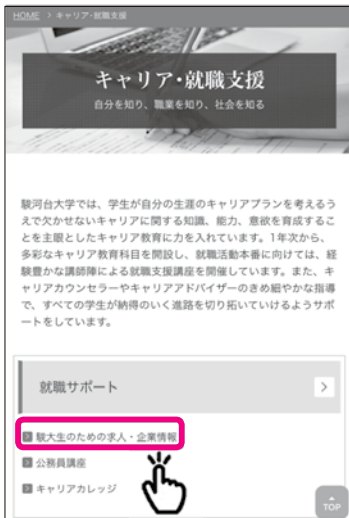 HOME > キャリア･就職支援
キャリア･就職支援
自分を知り、職業を知り、社会を知る
駿河台大学では、学生が自分の生涯のキャリアプランを考えるう
えで欠かせないキャリアに関する知識、能力、意欲を育成するこ
とを主眼としたキャリア教育に力を入れています。1年次から、
多彩なキャリア教育科目を開設し、就職活動本番に向けては、経
験豊かな講師陣による就職支援講座を開催しています。また、キ
ャリアカウンセラーやキャリアアドバイザーのきめ細やかな指導
で、すべての学生が納得のいく進路を切り拓いていけるようサポ
ートをしています。
就職サポート
駿大生のための求人・企業情報
公務員講座
キャリアカレッジ
TOP